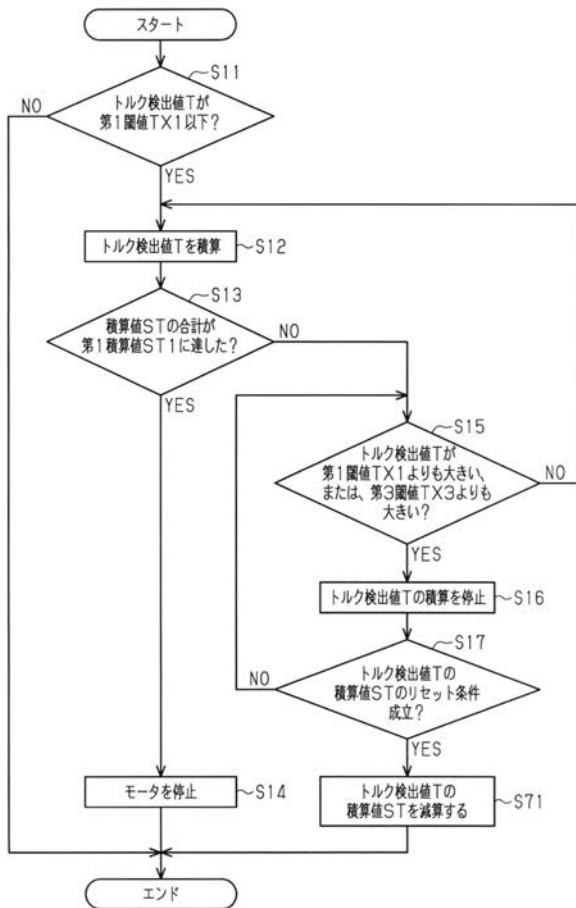 スタート
S11
トルク検出値Tが
第1閾値TX1以下?
NO
YES
トルク検出値Tを積算
S12
S13
積算値STの合計が
第1積算値ST1に達した?
NO
YES
S15
トルク検出値Tが
第1閾値TX1よりも大きい、
または、第3閾値TX3よりも
大きい?
NO
YES
トルク検出値Tの積算を停止
S16
S17
トルク検出値Tの
積算値STのリセット条件
成立?
NO
YES
モータを停止
S14
トルク検出値Tの
積算値STを減算する
S71
エンド